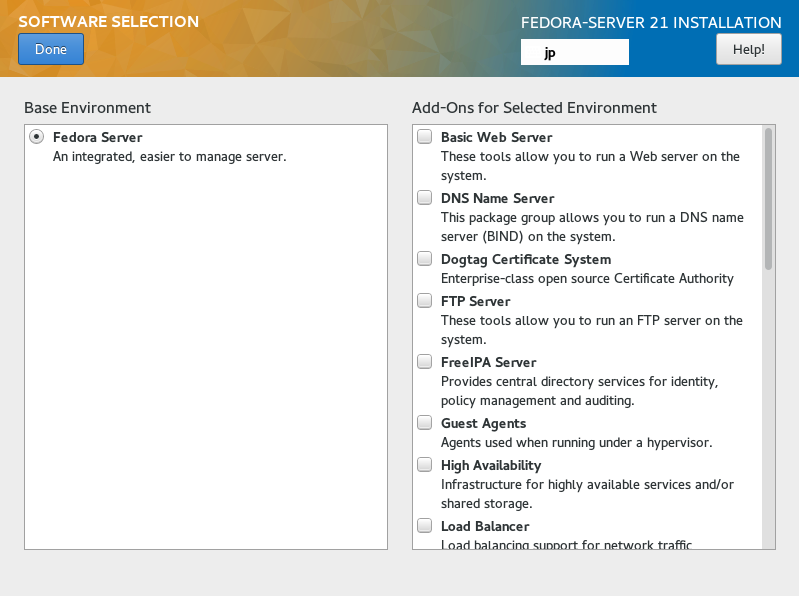 SOFTWARE SELECTION
FEDORA-SERVER 21 INSTALLATION
Done
jp
Help!
Base Environment
Fedora Server
An integrated, easier to manage server.
Add-Ons for Selected Environment
Basic Web Server
These tools allow you to run a Web server on the
system.
DNS Name Server
This package group allows you to run a DNS name
server (BIND) on the system.
Dogtag Certificate System
Enterprise-class open source Certificate Authority
FTP Server
These tools allow you to run an FTP server on the
system.
FreeIPA Server
Provides central directory services for identity,
policy management and auditing.
Guest Agents
Agents used when running under a hypervisor.
High Availability
Infrastructure for highly available services and/or
shared storage.
Load Balancer
Load balancing support for network traffic